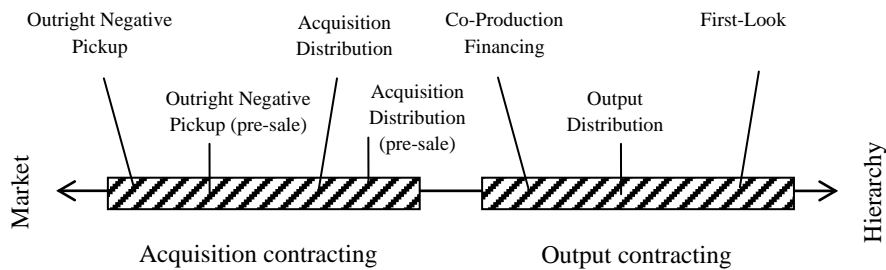 Outright Negative
Pickup
Acquisition
Distribution
Co-Production
Financing
First-Look
Outright Negative
Pickup (pre-sale)
Acquisition
Distribution
(pre-sale)
Output
Distribution
Market
Hierarchy
Acquisition contracting
Output contracting